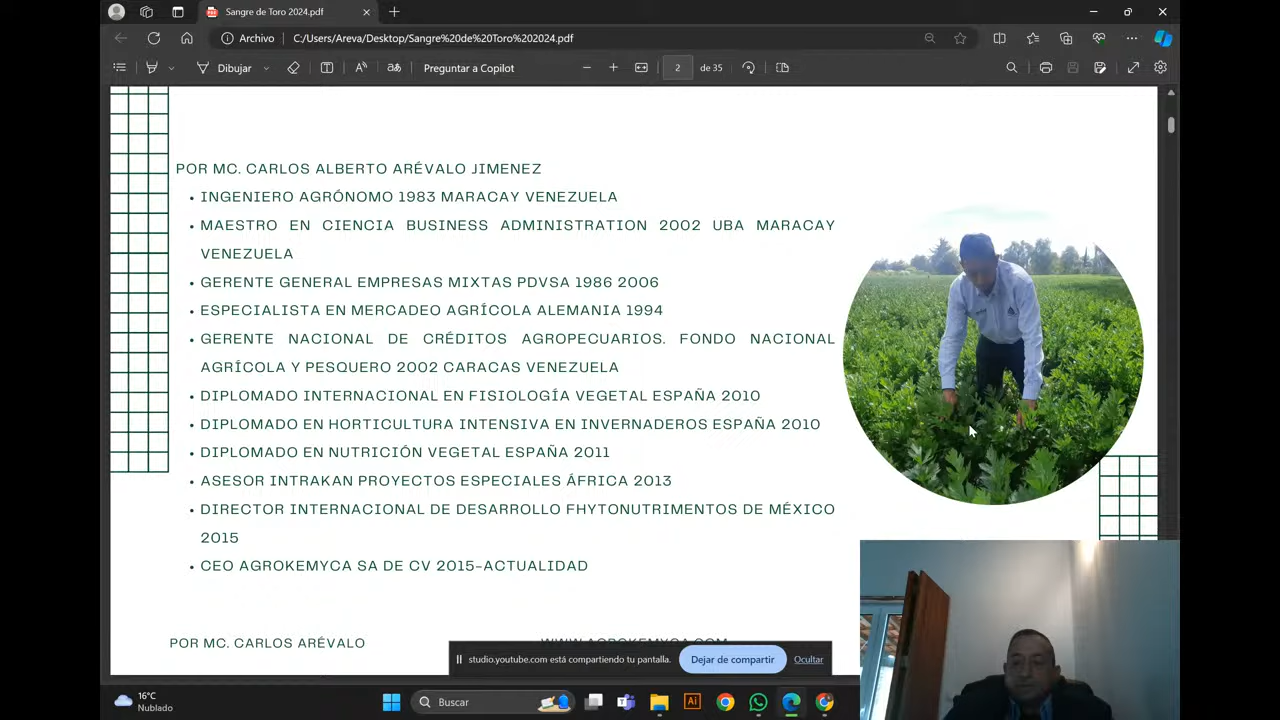 Sangre de Toro 2024.pdf
Archivo C:/Users/Areva/Desktop/Sangre%20de%20Toro%202024.pdf
Dibujar Preguntar a Copilot 2 de 35
POR MC. CARLOS ALBERTO ARÉVALO JIMENEZ
• INGENIERO AGRÓNOMO 1983 MARACAY VENEZUELA
• MAESTRO EN CIENCIA BUSINESS ADMINISTRATION 2002 UBA MARACAY
VENEZUELA
• GERENTE GENERAL EMPRESAS MIXTAS PDVSA 1986 2006
• ESPECIALISTA EN MERCADEO AGRÍCOLA ALEMANIA 1994
• GERENTE NACIONAL DE CRÉDITOS AGROPECUARIOS. FONDO NACIONAL
AGRÍCOLA Y PESQUERO 2002 CARACAS VENEZUELA
• DIPLOMADO INTERNACIONAL EN FISIOLOGÍA VEGETAL ESPAÑA 2010
• DIPLOMADO EN HORTICULTURA INTENSIVA EN INVERNADEROS ESPAÑA 2010
• DIPLOMADO EN NUTRICIÓN VEGETAL ESPAÑA 2011
• ASESOR INTRAKAN PROYECTOS ESPECIALES ÁFRICA 2013
• DIRECTOR INTERNACIONAL DE DESARROLLO FHYTONUTRIMENTOS DE MÉXICO
2015
• CEO AGROKEMYCA SA DE CV 2015-ACTUALIDAD
POR MC. CARLOS ARÉVALO WWW.AGROKEMYCA.COM
studio.youtube.com está compartiendo tu pantalla. Dejar de compartir Ocultar
16°C
Nublado
Buscar